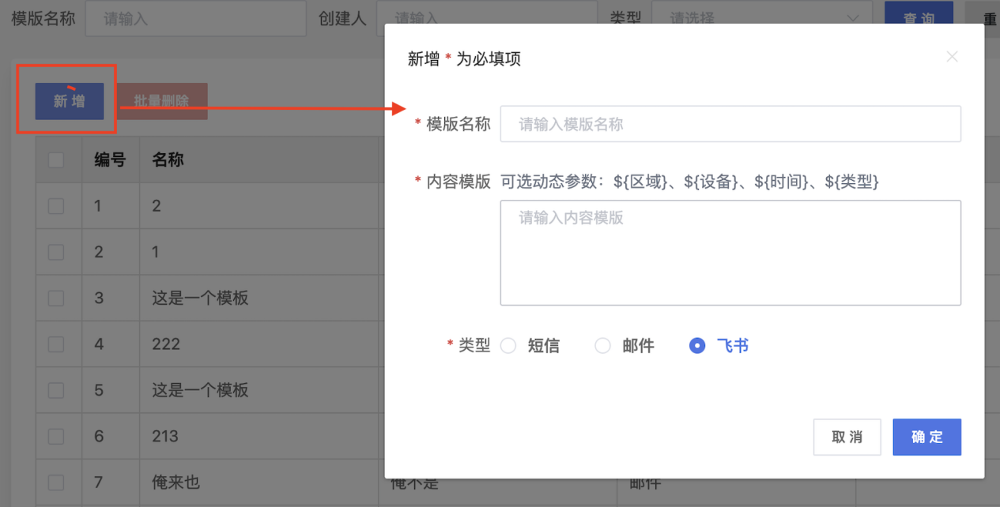 模版名称 请输入 创建人 请输入 类型 请选择 查询 重
新增 * 为必填项
新增 批量删除
* 模版名称 请输入模版名称
编号 名称
* 内容模版 可选动态参数：${区域}、${设备}、${时间}、${类型}
请输入内容模版
1 2
2 1
3 这是一个模板
4 222
* 类型 短信 邮件 飞书
5 这是一个模板
6 213
取消 确定
7 俺来也 俺不是 邮件